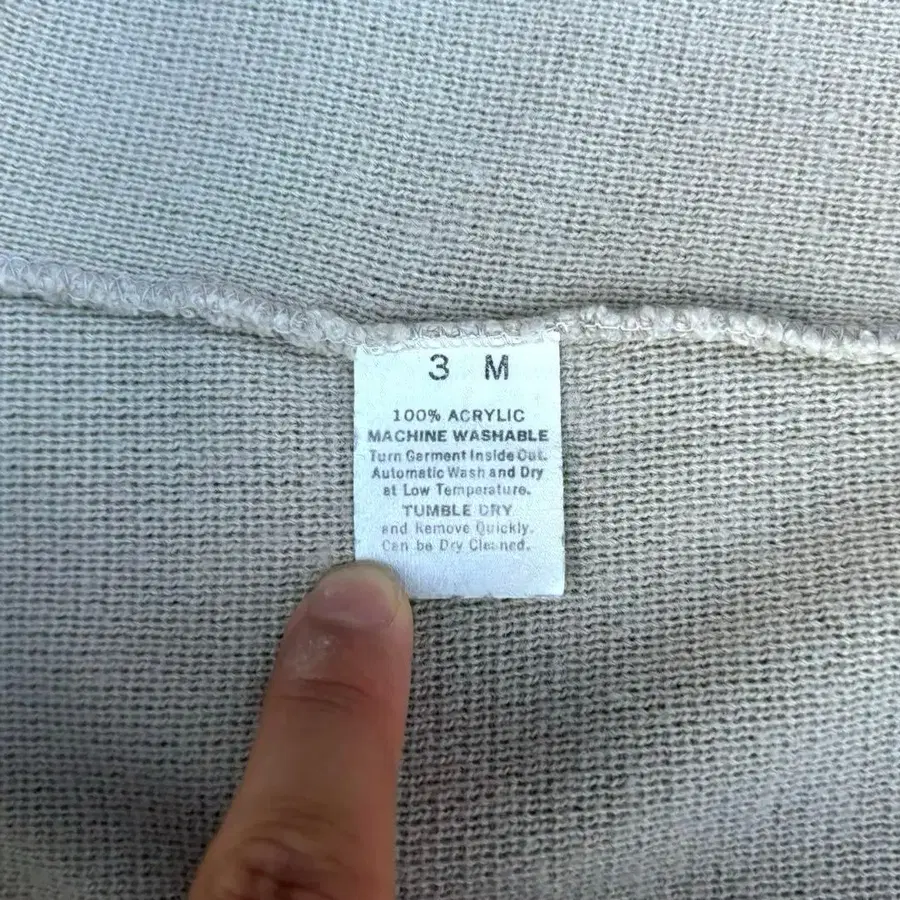 3 M
100% ACRYLIC
MACHINE WASHABLE
Turn Garment Inside Out.
Automatic Wash and Dry
at Low Temperature.
TUMBLE DRY
and Remove Quickly.
Can be Dry Cleaned.